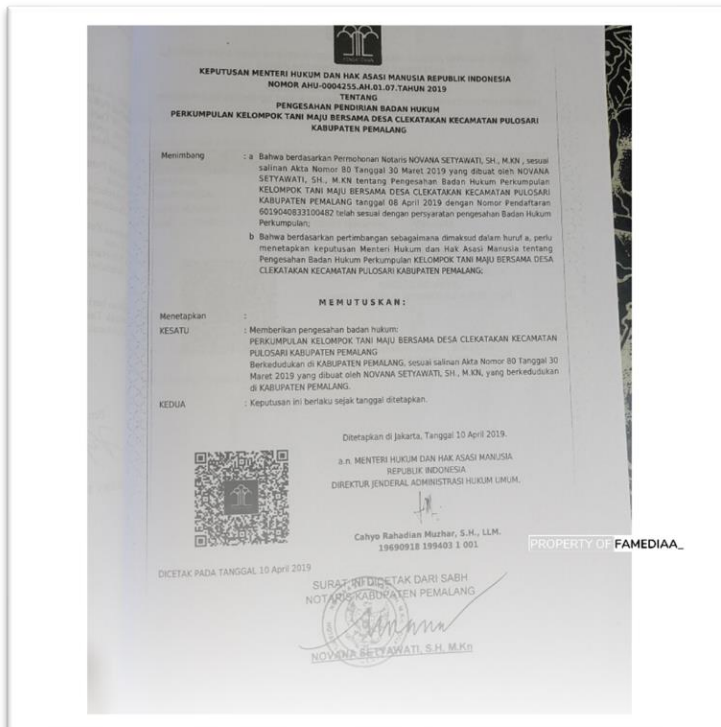 KEPUTUSAN MENTERI HUKUM DAN HAK ASASI MANUSIA REPUBLIK INDONESIA
NOMOR AHU-0004255.AH.01.07.TAHUN 2019
TENTANG
PENGESAHAN PENDIRIAN BADAN HUKUM
PERKUMPULAN KELOMPOK TANI MAJU BERSAMA DESA CLEKATAKAN KECAMATAN PULOSARI
KABUPATEN PEMALANG
Menimbang : a Bahwa berdasarkan Permohonan Notaris NOVANA SETYAWATI, SH., M.KN , sesuai
salinan Akta Nomor 80 Tanggal 30 Maret 2019 yang dibuat oleh NOVANA
SETYAWATI, SH., M.KN tentang Pengesahan Badan Hukum Perkumpulan
KELOMPOK TANI MAJU BERSAMA DESA CLEKATAKAN KECAMATAN PULOSARI
KABUPATEN PEMALANG tanggal 08 April 2019 dengan Nomor Pendaftaran
6019040833100482 telah sesuai dengan persyaratan pengesahan Badan Hukum
Perkumpulan;
b Bahwa berdasarkan pertimbangan sebagaimana dimaksud dalam huruf a, perlu
menetapkan keputusan Menteri Hukum dan Hak Asasi Manusia tentang
Pengesahan Badan Hukum Perkumpulan KELOMPOK TANI MAJU BERSAMA DESA
CLEKATAKAN KECAMATAN PULOSARI KABUPATEN PEMALANG;
MEMUTUSKAN:
Menetapkan :
KESATU : Memberikan pengesahan badan hukum:
PERKUMPULAN KELOMPOK TANI MAJU BERSAMA DESA CLEKATAKAN KECAMATAN
PULOSARI KABUPATEN PEMALANG
Berkedudukan di KABUPATEN PEMALANG, sesuai salinan Akta Nomor 80 Tanggal 30
Maret 2019 yang dibuat oleh NOVANA SETYAWATI, SH., M.KN, yang berkedudukan
di KABUPATEN PEMALANG.
KEDUA : Keputusan ini berlaku sejak tanggal ditetapkan.
Ditetapkan di Jakarta, Tanggal 10 April 2019.
a.n. MENTERI HUKUM DAN HAK ASASI MANUSIA
REPUBLIK INDONESIA
DIREKTUR JENDERAL ADMINISTRASI HUKUM UMUM,
Cahyo Rahadian Muzhar, S.H., LLM.
19690918 199403 1 001
PROPERTY OF FAMEDIAA_
DICETAK PADA TANGGAL 10 April 2019
SURAT INI DICETAK DARI SABH
NOTARIS KABUPATEN PEMALANG
NOVANA SETYAWATI, S.H, M.Kn